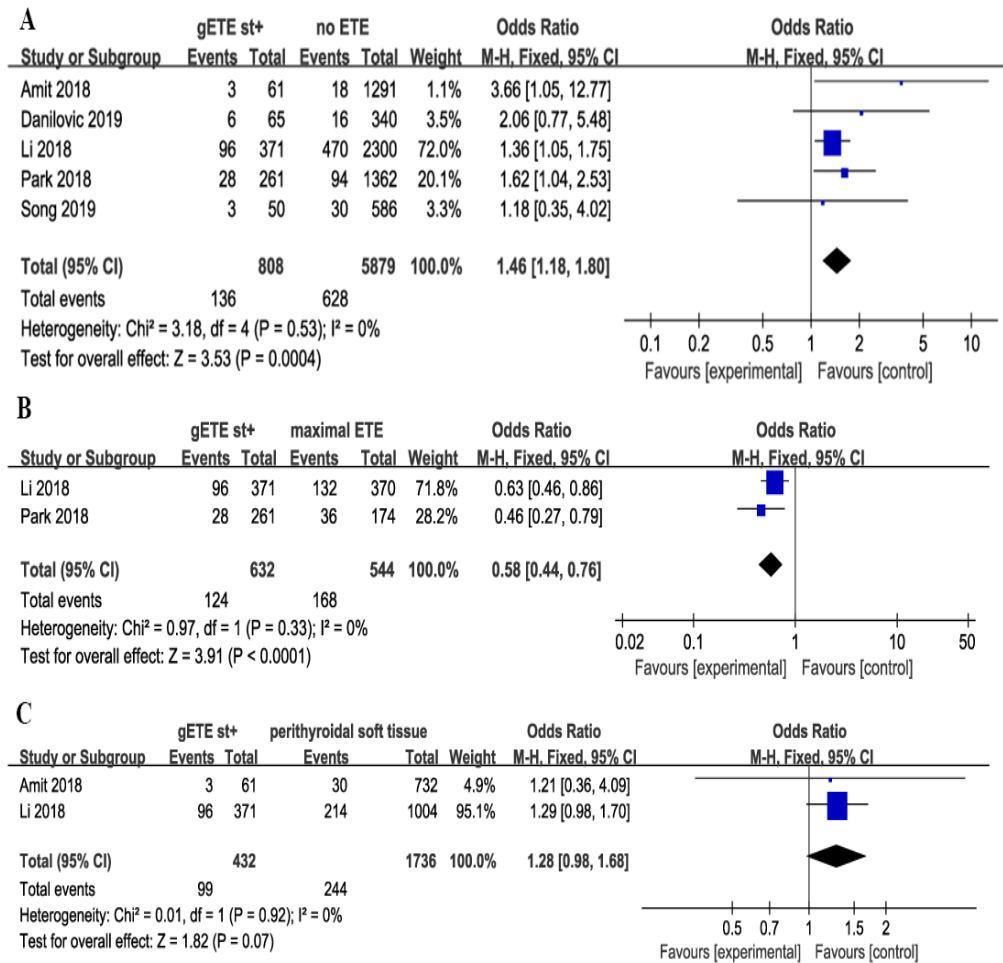 A
gETE st+ no ETE Odds Ratio Odds Ratio
Study or Subgroup Events Total Events Total Weight M-H, Fixed, 95% CI M-H, Fixed, 95% CI
Amit 2018 3 61 18 1291 1.1% 3.66 [1.05, 12.77]
Danilovic 2019 6 65 16 340 3.5% 2.06 [0.77, 5.48]
Li 2018 96 371 470 2300 72.0% 1.36 [1.05, 1.75]
Park 2018 28 261 94 1362 20.1% 1.62 [1.04, 2.53]
Song 2019 3 50 30 586 3.3% 1.18 [0.35, 4.02]
Total (95% CI) 808 5879 100.0% 1.46 [1.18, 1.80]
Total events 136 628
Heterogeneity: Chi² = 3.18, df = 4 (P = 0.53); I² = 0%
Test for overall effect: Z = 3.53 (P = 0.0004)
0.1 0.2 0.5 1 2 5 10
Favours [experimental] Favours [control]
B
gETE st+ maximal ETE Odds Ratio Odds Ratio
Study or Subgroup Events Total Events Total Weight M-H, Fixed, 95% CI M-H, Fixed, 95% CI
Li 2018 96 371 132 370 71.8% 0.63 [0.46, 0.86]
Park 2018 28 261 36 174 28.2% 0.46 [0.27, 0.79]
Total (95% CI) 632 544 100.0% 0.58 [0.44, 0.76]
Total events 124 168
Heterogeneity: Chi² = 0.97, df = 1 (P = 0.33); I² = 0%
Test for overall effect: Z = 3.91 (P < 0.0001)
0.02 0.1 1 10 50
Favours [experimental] Favours [control]
C
gETE st+ perithyroidal soft tissue Odds Ratio Odds Ratio
Study or Subgroup Events Total Events Total Weight M-H, Fixed, 95% CI M-H, Fixed, 95% CI
Amit 2018 3 61 30 732 4.9% 1.21 [0.36, 4.09]
Li 2018 96 371 214 1004 95.1% 1.29 [0.98, 1.70]
Total (95% CI) 432 1736 100.0% 1.28 [0.98, 1.68]
Total events 99 244
Heterogeneity: Chi² = 0.01, df = 1 (P = 0.92); I² = 0%
Test for overall effect: Z = 1.82 (P = 0.07)
0.5 0.7 1 1.5 2
Favours [experimental] Favours [control]